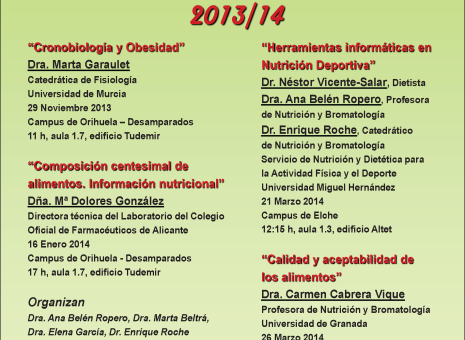 2013/14
“Cronobiología y Obesidad”
Dra. Marta Garaulet
Catedrática de Fisiología
Universidad de Murcia
29 Noviembre 2013
Campus de Orihuela – Desamparados
11 h, aula 1.7, edificio Tudemir
“Composición centesimal de
alimentos. Información nutricional”
Dña. Mª Dolores González
Directora técnica del Laboratorio del Colegio
Oficial de Farmacéuticos de Alicante
16 Enero 2014
Campus de Orihuela - Desamparados
17 h, aula 1.7, edificio Tudemir
Organizan
Dra. Ana Belén Ropero, Dra. Marta Beltrá,
Dra. Elena García, Dr. Enrique Roche
“Herramientas informáticas en
Nutrición Deportiva”
Dr. Néstor Vicente-Salar, Dietista
Dra. Ana Belén Ropero, Profesora
de Nutrición y Bromatología
Dr. Enrique Roche, Catedrático
de Nutrición y Bromatología
Servicio de Nutrición y Dietética para
la Actividad Física y el Deporte
Universidad Miguel Hernández
21 Marzo 2014
Campus de Elche
12:15 h, aula 1.3, edificio Altet
“Calidad y aceptabilidad de
los alimentos”
Dra. Carmen Cabrera Vique
Profesora de Nutrición y Bromatología
Universidad de Granada
26 Marzo 2014